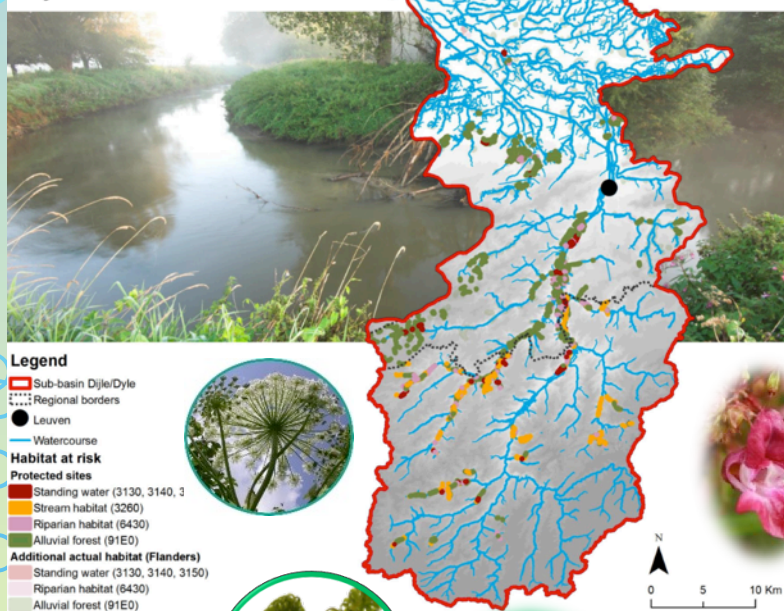 Legend
Sub-basin Dijle/Dyle
Regional borders
Leuven
Watercourse
Habitat at risk
Protected sites
Standing water (3130, 3140, 3
Stream habitat (3260)
Riparian habitat (6430)
Alluvial forest (91E0)
Additional actual habitat (Flanders)
Standing water (3130, 3140, 3150)
Riparian habitat (6430)
Alluvial forest (91E0)
N
0 5 10 Km